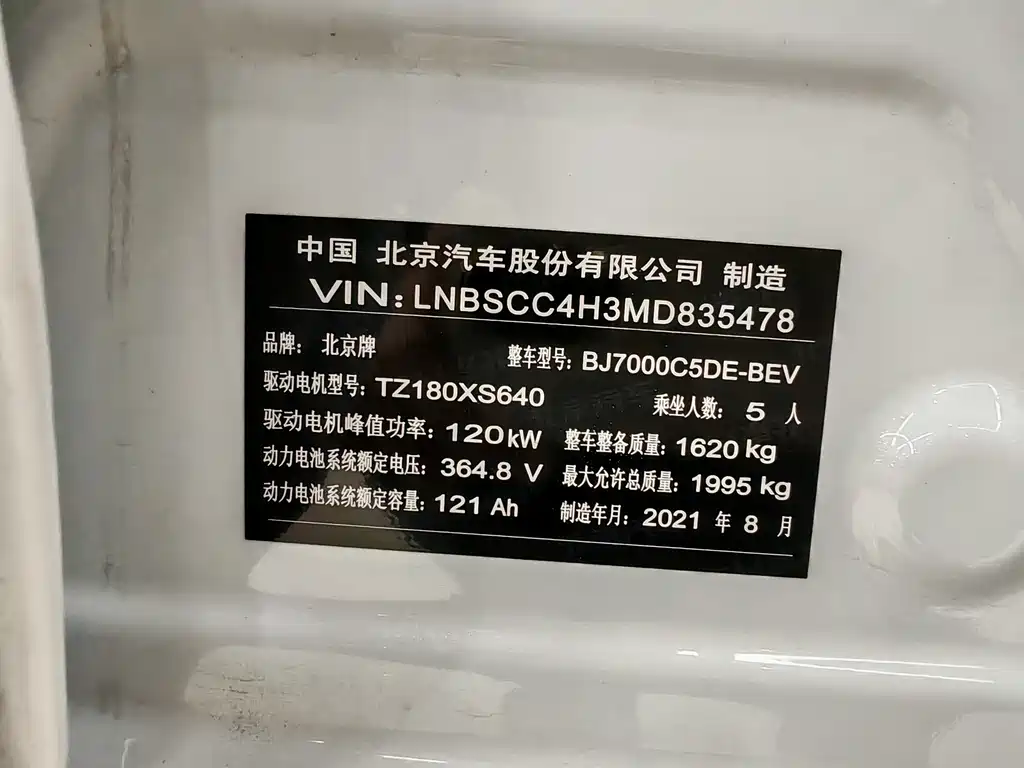 中国 北京汽车股份有限公司 制造
VIN: LNBSCC4H3MD835478
品牌: 北京牌 整车型号: BJ7000C5DE-BEV
驱动电机型号: TZ180XS640 乘坐人数: 5 人
驱动电机峰值功率: 120kW 整车整备质量: 1620 kg
动力电池系统额定电压: 364.8 V 最大允许总质量: 1995 kg
动力电池系统额定容量: 121 Ah 制造年月: 2021 年 8 月